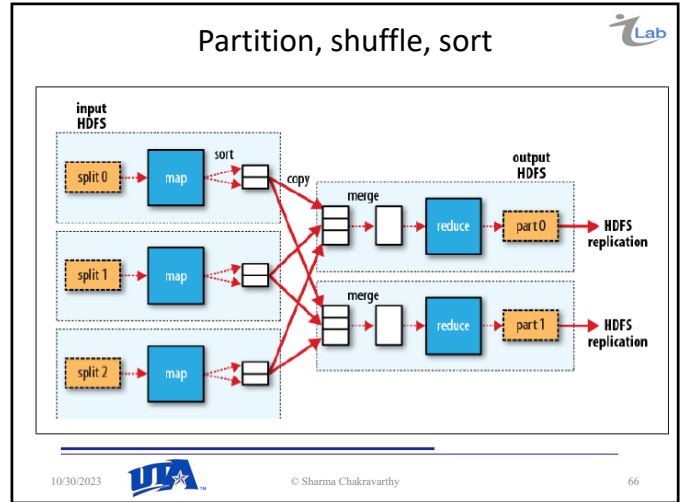 Partition, shuffle, sort
iLab
input
HDFS
sort
split 0
map
copy
output
HDFS
merge
reduce
part 0
HDFS
replication
split 1
map
merge
reduce
part 1
HDFS
replication
split 2
map
10/30/2023
UTA
© Sharma Chakravarthy
66